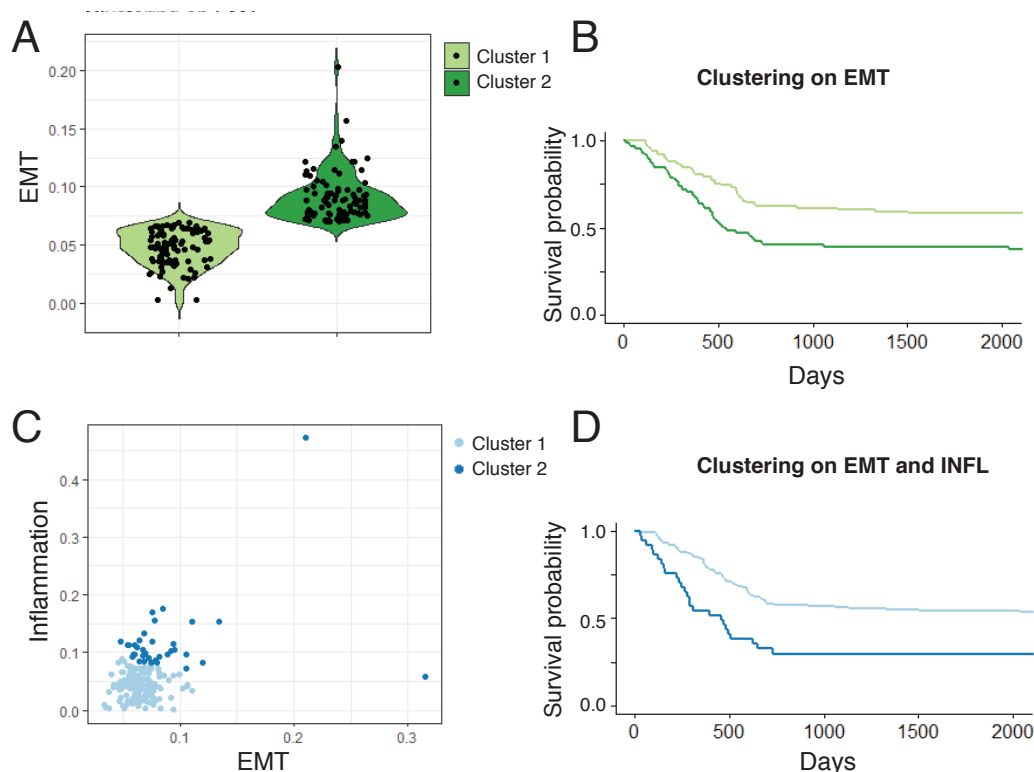 A
EMT
0.20
0.15
0.10
0.05
0.00
Cluster 1
Cluster 2
B
Clustering on EMT
Survival probability
1.0
0.5
0.0
0
500
1000
1500
2000
Days
C
Inflammation
0.4
0.3
0.2
0.1
0.0
0.1
0.2
0.3
EMT
Cluster 1
Cluster 2
D
Clustering on EMT and INFL
Survival probability
1.0
0.5
0.0
0
500
1000
1500
2000
Days